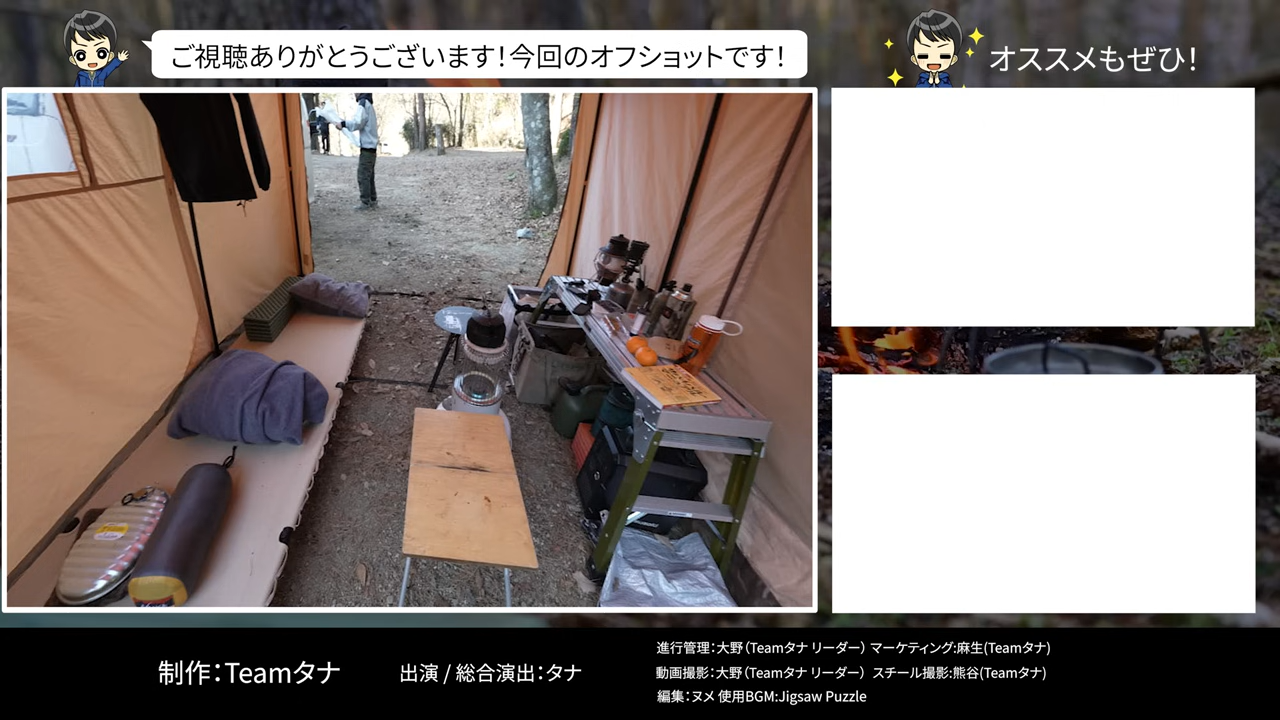 ご視聴ありがとうございます!今回のオフショットです!
オススメもぜひ!
制作:Teamタナ
出演 / 総合演出:タナ
進行管理:大野(Teamタナ リーダー) マーケティング:麻生(Teamタナ)
動画撮影:大野(Teamタナ リーダー) スチール撮影:熊谷(Teamタナ)
編集:ヌメ 使用BGM:Jigsaw Puzzle